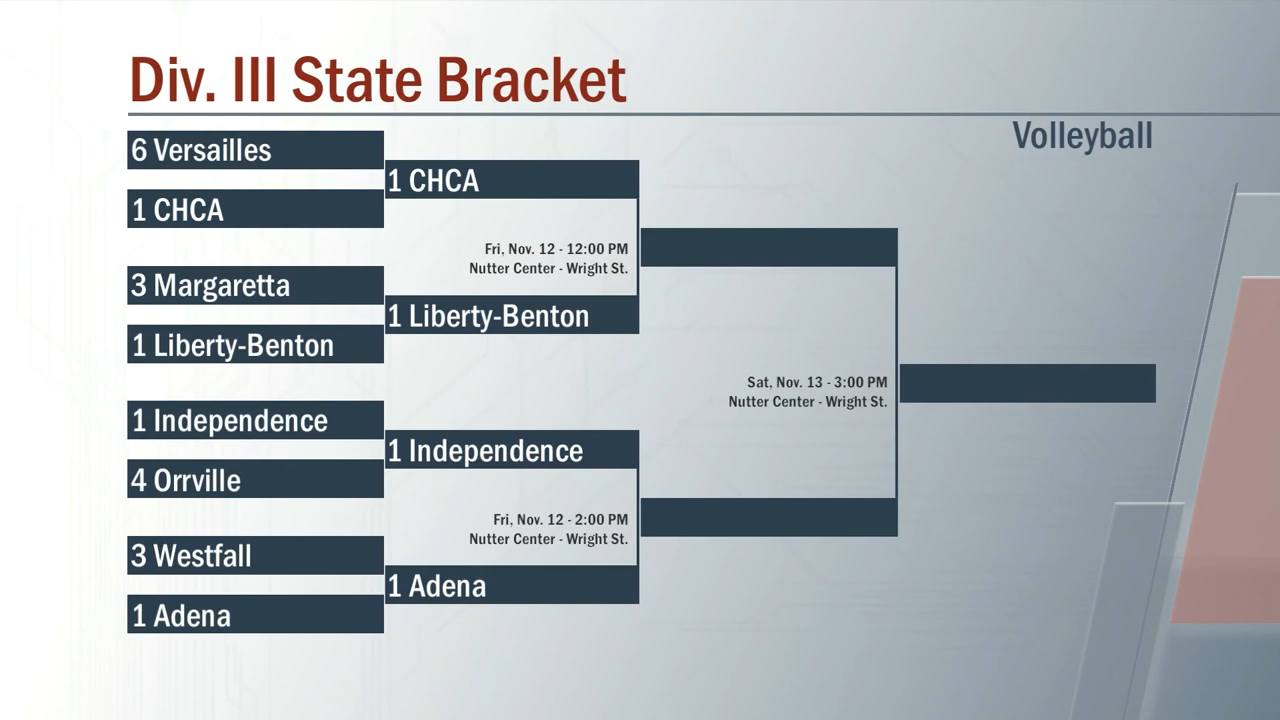 Div. III State Bracket
Volleyball
6 Versailles
1 CHCA
3 Margaretta
1 Liberty-Benton
1 Independence
4 Orrville
3 Westfall
1 Adena
1 CHCA
Fri, Nov. 12 - 12:00 PM
Nutter Center - Wright St.
1 Liberty-Benton
1 Independence
Fri, Nov. 12 - 2:00 PM
Nutter Center - Wright St.
1 Adena
Sat, Nov. 13 - 3:00 PM
Nutter Center - Wright St.